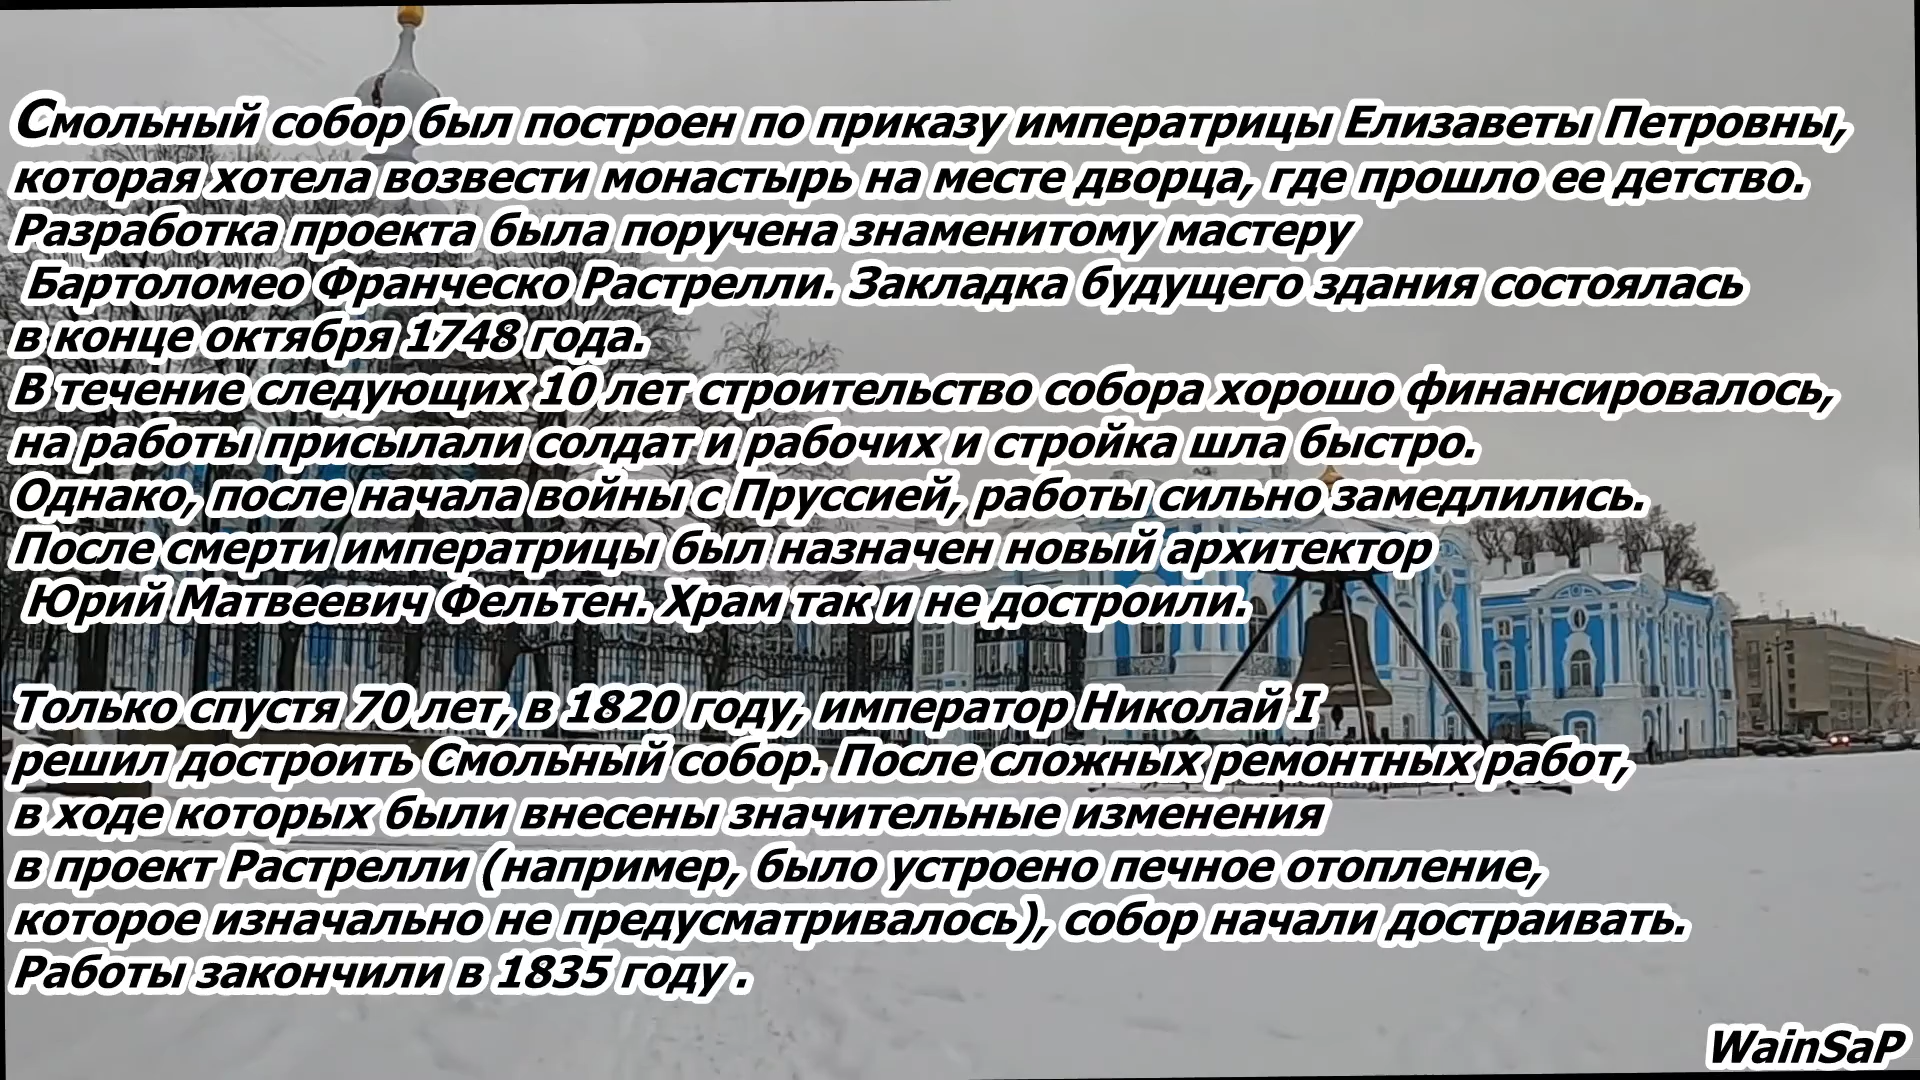 Смольный собор был построен по приказу императрицы Елизаветы Петровны,
которая хотела возвести монастырь на месте дворца, где прошло ее детство.
Разработка проекта была поручена знаменитому мастеру
Бартоломео Франческо Растрелли. Закладка будущего здания состоялась
в конце октября 1748 года.
В течение следующих 10 лет строительство собора хорошо финансировалось,
на работы присылали солдат и рабочих и стройка шла быстро.
Однако, после начала войны с Пруссией, работы сильно замедлились.
После смерти императрицы был назначен новый архитектор
Юрий Матвеевич Фельтен. Храм так и не достроили.
Только спустя 70 лет, в 1820 году, император Николай I
решил достроить Смольный собор. После сложных ремонтных работ,
в ходе которых были внесены значительные изменения
в проект Растрелли (например, было устроено печное отопление,
которое изначально не предусматривалось), собор начали достраивать.
Работы закончили в 1835 году .
WainSaP